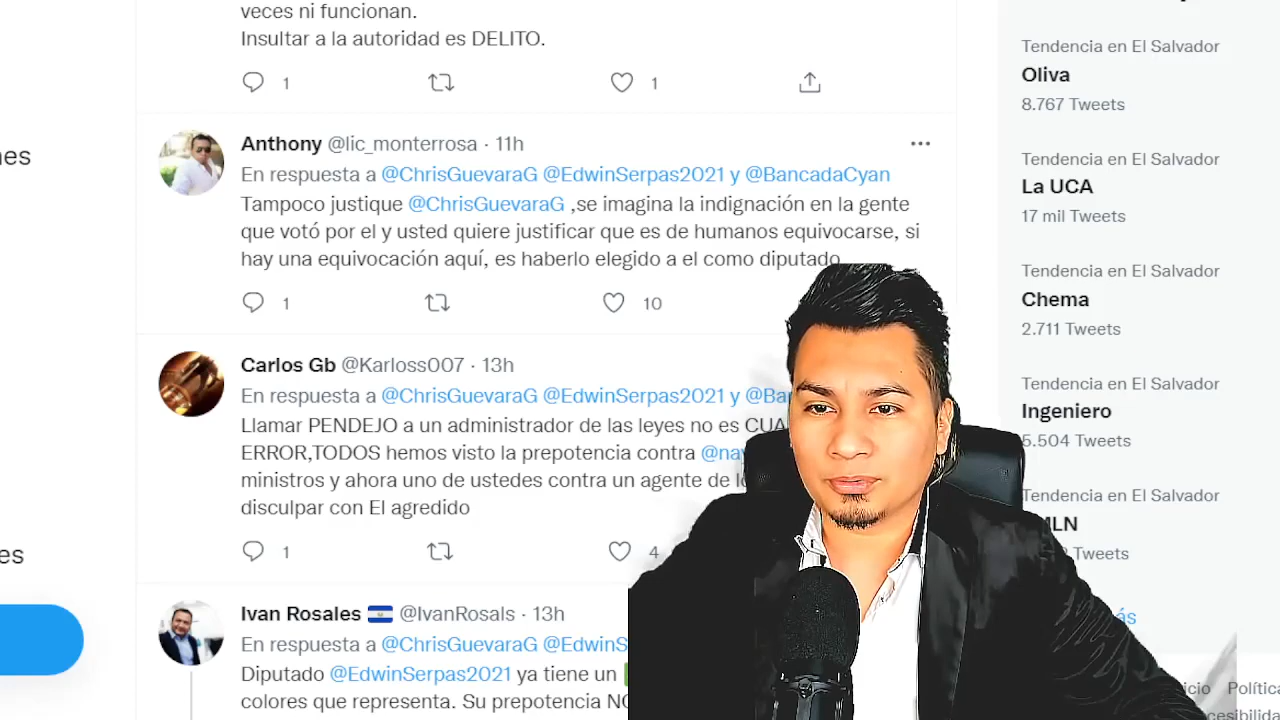 veces ni funcionan.
Insultar a la autoridad es DELITO.
1
1
Anthony @lic_monterrosa · 11h
En respuesta a @ChrisGuevaraG @EdwinSerpas2021 y @BancadaCyan
Tampoco justique @ChrisGuevaraG ,se imagina la indignación en la gente
que votó por el y usted quiere justificar que es de humanos equivocarse, si
hay una equivocación aquí, es haberlo elegido a el como diputado
1
10
Carlos Gb @Karloss007 · 13h
En respuesta a @ChrisGuevaraG @EdwinSerpas2021 y
Llamar PENDEJO a un administrador de las leyes no es
ERROR,TODOS hemos visto la prepotencia contra
ministros y ahora uno de ustedes contra un agente de
disculpar con El agredido
1
4
Ivan Rosales @IvanRosals · 13h
En respuesta a @ChrisGuevaraG
Diputado @EdwinSerpas2021 ya tiene un
colores que representa. Su prepotencia
Tendencia en El Salvador
Oliva
8.767 Tweets
Tendencia en El Salvador
La UCA
17 mil Tweets
Tendencia en El Salvador
Chema
2.711 Tweets
Tendencia en El Salvador
Ingeniero
5.504 Tweets
Tendencia en El Salvador
Tweets